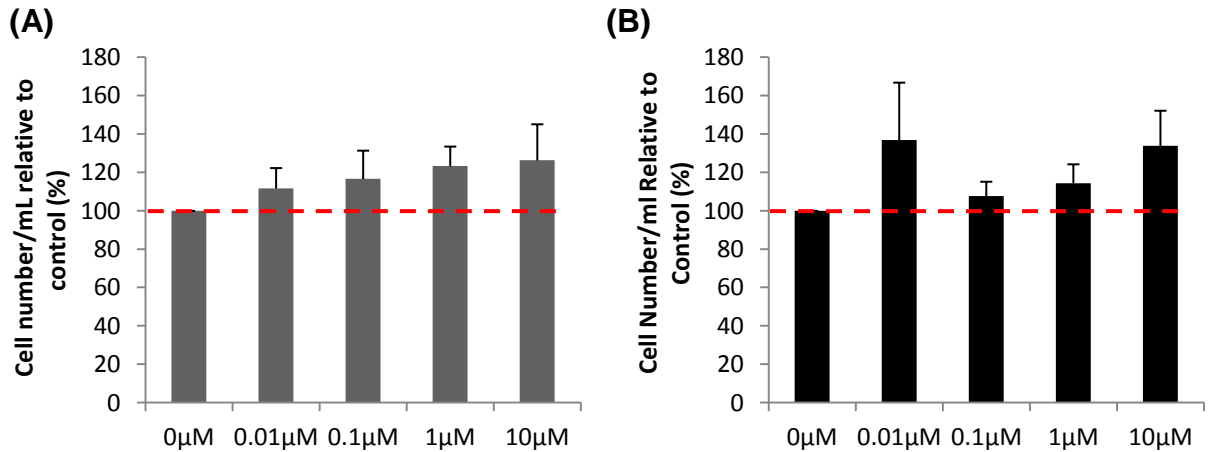 (A)
Cell number/mL relative to
control (%)
180
160
140
120
100
80
60
40
20
0
0µM 0.01µM 0.1µM 1µM 10µM
(B)
Cell Number/ml Relative to
Control (%)
180
160
140
120
100
80
60
40
20
0
0µM 0.01µM 0.1µM 1µM 10µM